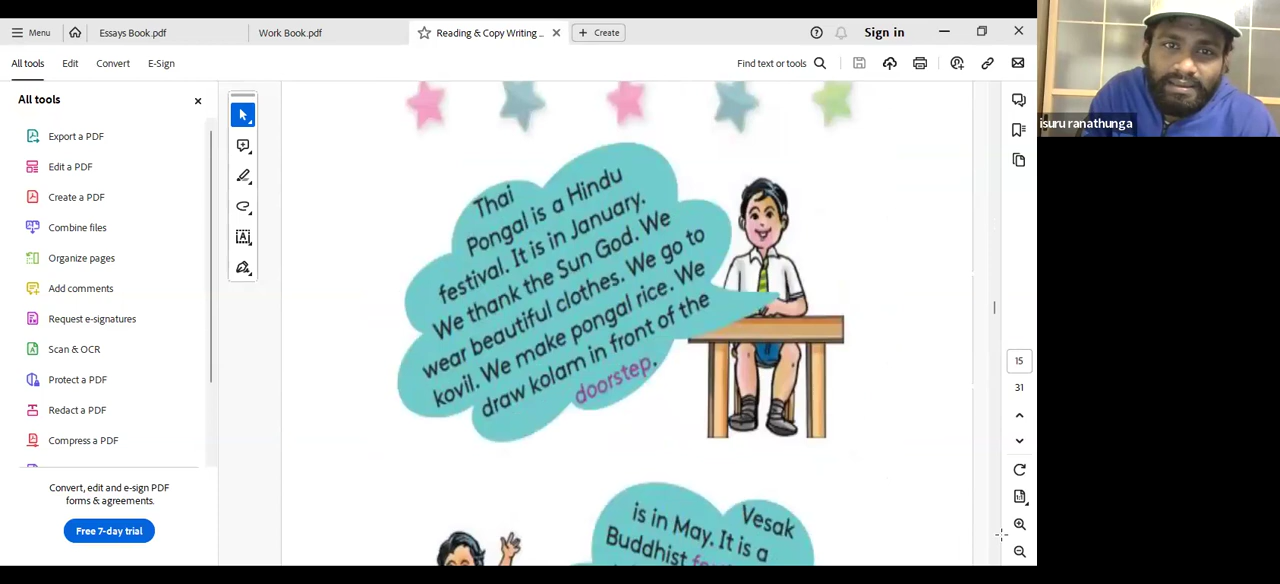 Menu
Essays Book.pdf
Work Book.pdf
Reading & Copy Writing ...
Create
Sign in
All tools
Edit
Convert
E-Sign
Find text or tools
All tools
Export a PDF
Edit a PDF
Create a PDF
Combine files
Organize pages
Add comments
Request e-signatures
Scan & OCR
Protect a PDF
Redact a PDF
Compress a PDF
Convert, edit and e-sign PDF
forms & agreements.
Free 7-day trial
Thai
Pongal is a Hindu
festival. It is in January.
We thank the Sun God. We
wear beautiful clothes. We go to
kovil. We make pongal rice. We
draw kolam in front of the
doorstep.
Vesak
is in May. It is a
Buddhist
15
31
isuru ranathunga